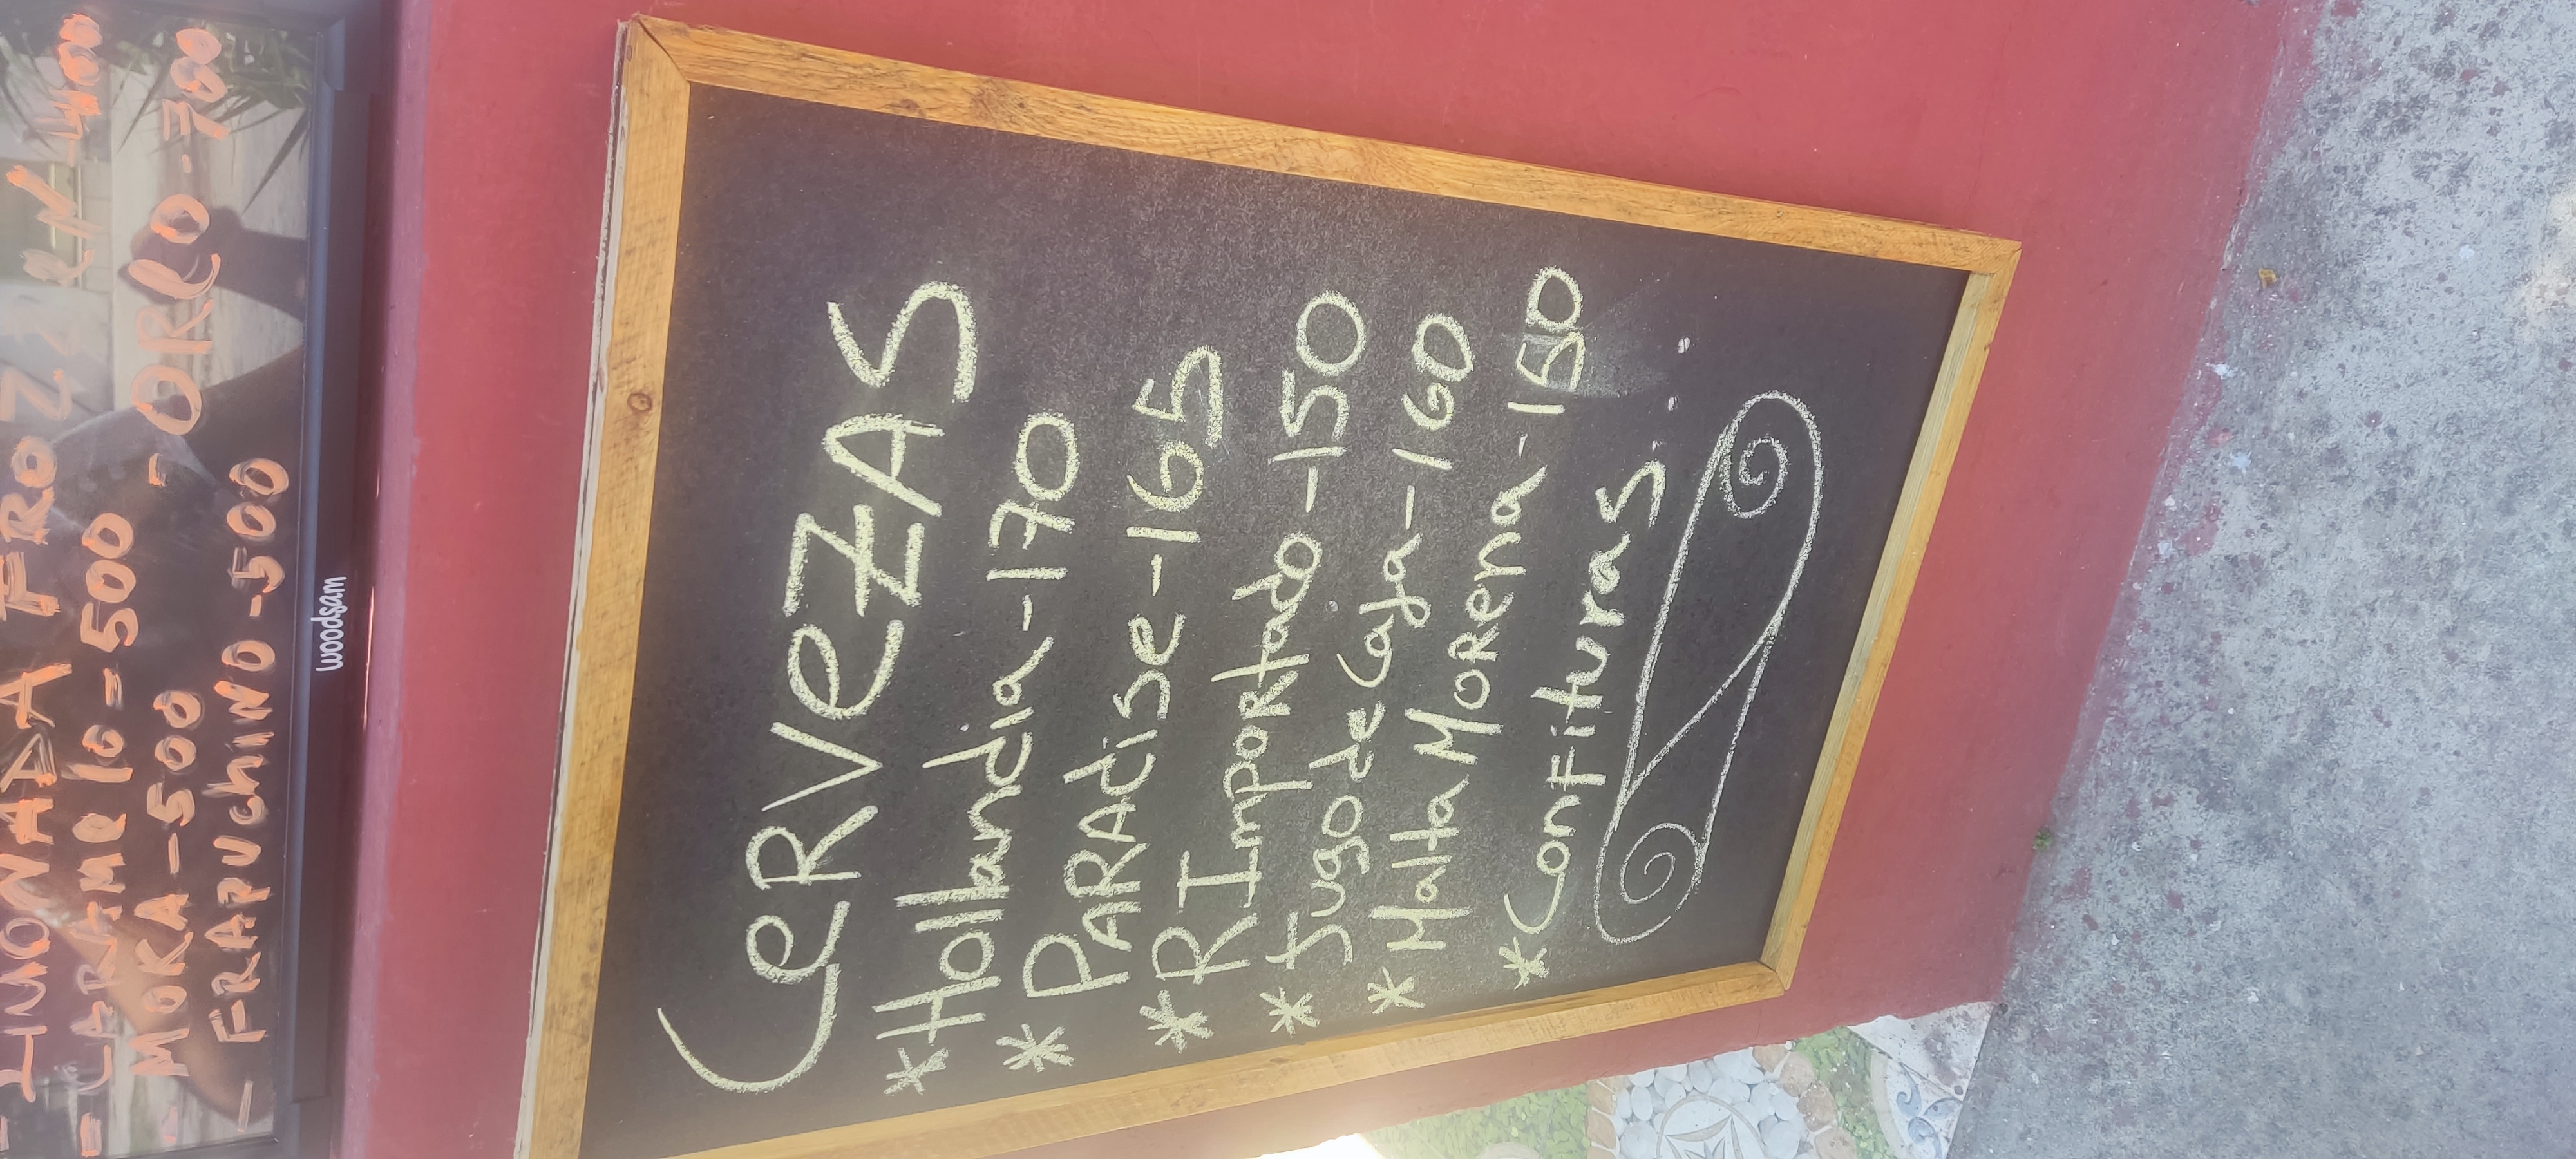 - LIMONADA FROZZEN - 400
- CARAMElO - 500
MOKA - 500 - OREO - 700
- FRAPUchiNO - 500
woodsam
CeRVeZAS
* Hollandia - 170
* PARAdise - 165
* R Importado - 150
* Jugo de Caja - 160
* Malta Morena - 150
* Confituras...